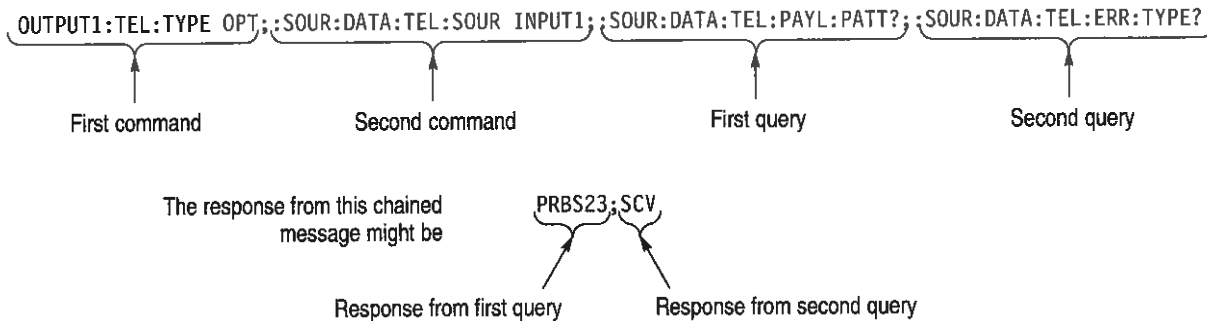 OUTPUT1:TEL:TYPE OPT;:SOUR:DATA:TEL:SOUR INPUT1;:SOUR:DATA:TEL:PAYL:PATT?;:SOUR:DATA:TEL:ERR:TYPE?
First command Second command First query Second query
The response from this chained PRBS23;SCV
message might be
Response from first query Response from second query